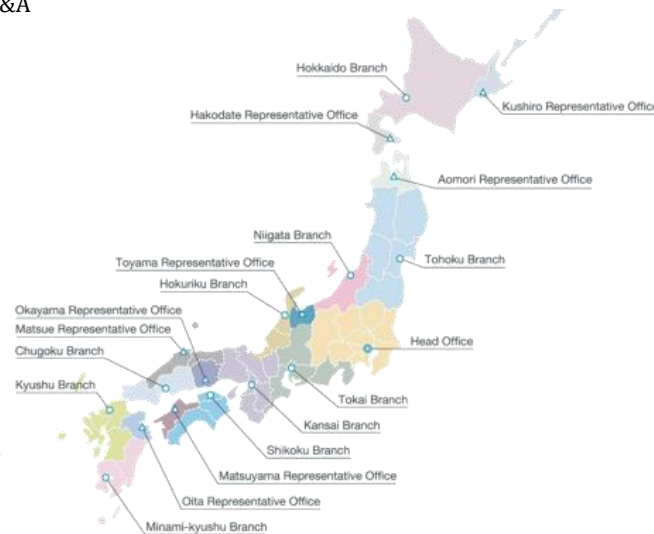 &A
Hokkaido Branch
Kushiro Representative Office
Hakodate Representative Office
Aomori Representative Office
Niigata Branch
Toyama Representative Office
Tohoku Branch
Hokuriku Branch
Okayama Representative Office
Matsue Representative Office
Head Office
Chugoku Branch
Kyushu Branch
Tokai Branch
Kansai Branch
Shikoku Branch
Matsuyama Representative Office
Oita Representative Office
Minami-kyushu Branch